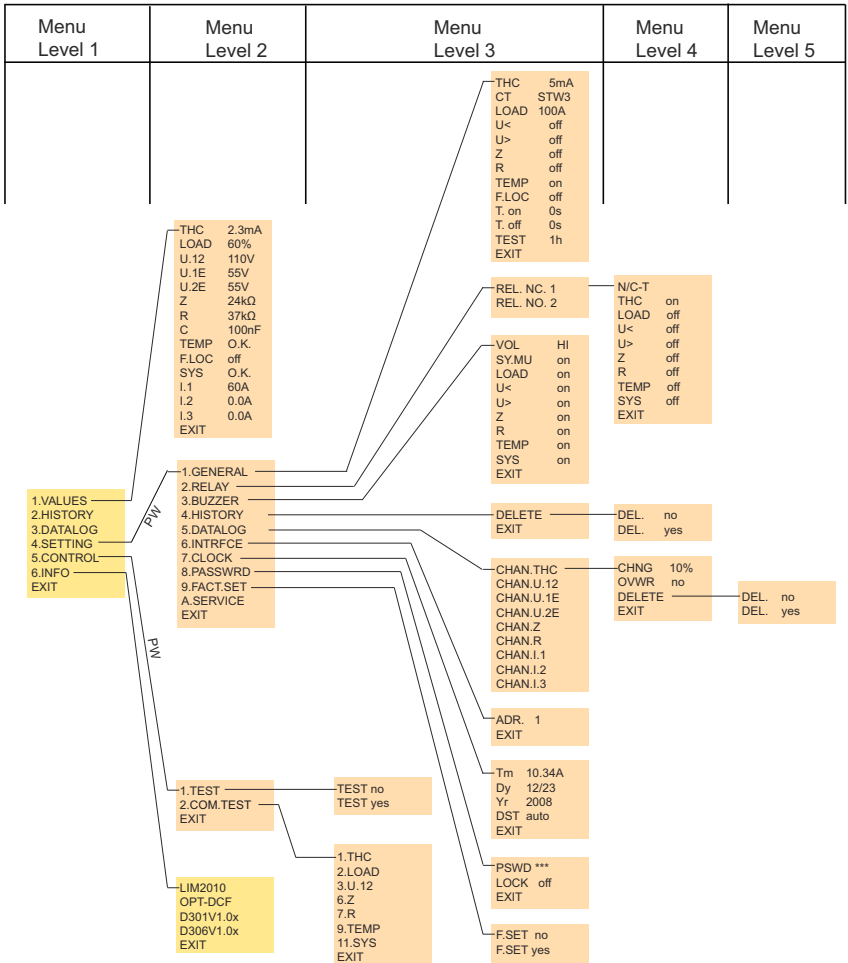 Menu
Level 1
Menu
Level 2
Menu
Level 3
Menu
Level 4
Menu
Level 5
1.VALUES
2.HISTORY
3.DATALOG
4.SETTING
5.CONTROL
6.INFO
EXIT
PW
PW
THC 2.3mA
LOAD 60%
U.12 110V
U.1E 55V
U.2E 55V
Z 24kΩ
R 37kΩ
C 100nF
TEMP O.K.
F.LOC off
SYS O.K.
I.1 60A
I.2 0.0A
I.3 0.0A
EXIT
1.GENERAL
2.RELAY
3.BUZZER
4.HISTORY
5.DATALOG
6.INTRFCE
7.CLOCK
8.PASSWRD
9.FACT.SET
A.SERVICE
EXIT
1.TEST
2.COM.TEST
EXIT
LIM2010
OPT-DCF
D301V1.0x
D306V1.0x
EXIT
THC 5mA
CT STW3
LOAD 100A
U< off
U> off
Z off
R off
TEMP on
F.LOC off
T. on 0s
T. off 0s
TEST 1h
EXIT
REL. NC. 1
REL. NO. 2
VOL HI
SY.MU on
LOAD on
U< on
U> on
Z on
R on
TEMP on
SYS on
EXIT
DELETE
EXIT
CHAN.THC
CHAN.U.12
CHAN.U.1E
CHAN.U.2E
CHAN.Z
CHAN.R
CHAN.I.1
CHAN.I.2
CHAN.I.3
ADR. 1
EXIT
Tm 10.34A
Dy 12/23
Yr 2008
DST auto
EXIT
PSWD ***
LOCK off
EXIT
F.SET no
F.SET yes
TEST no
TEST yes
1.THC
2.LOAD
3.U.12
6.Z
7.R
9.TEMP
11.SYS
EXIT
N/C-T
THC on
LOAD off
U< off
U> off
Z off
R off
TEMP off
SYS off
EXIT
DEL. no
DEL. yes
CHNG 10%
OVWR no
DELETE
EXIT
DEL. no
DEL. yes